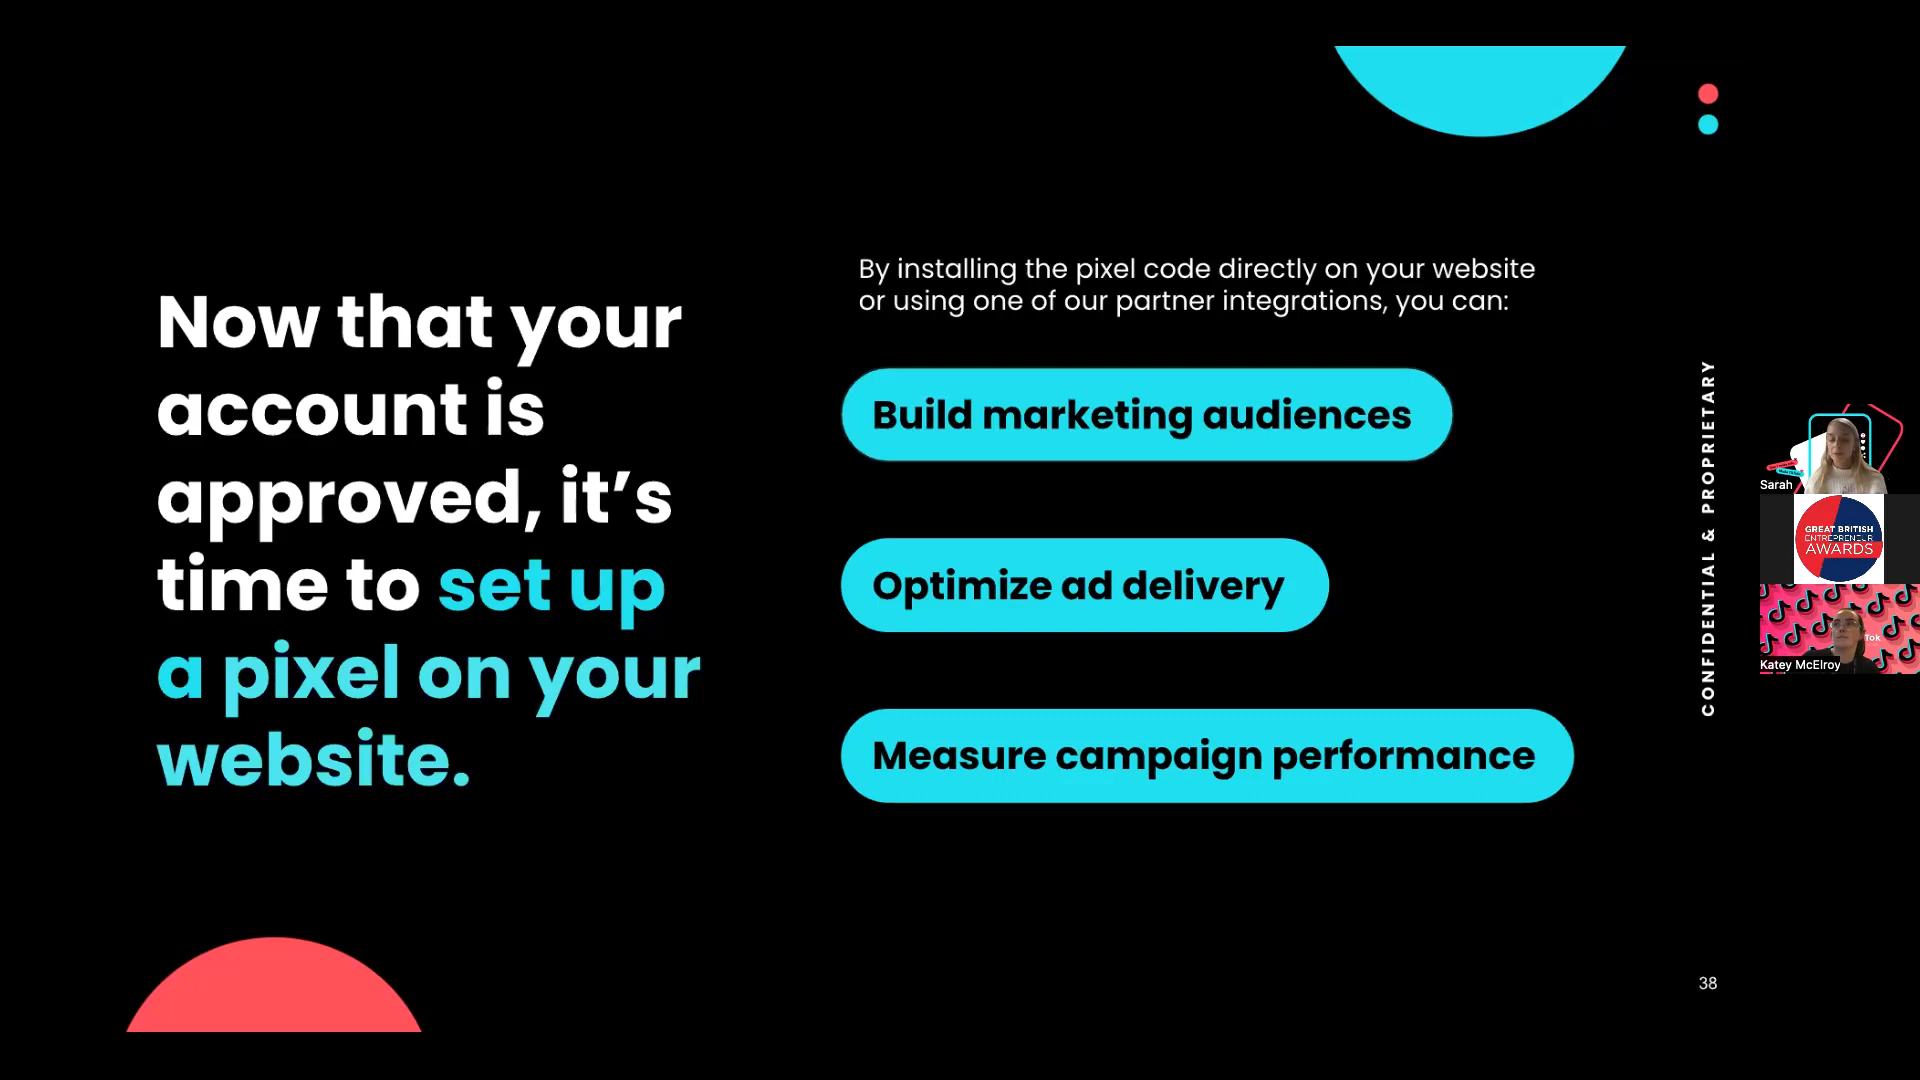 Now that your
account is
approved, it’s
time to set up
a pixel on your
website.
By installing the pixel code directly on your website
or using one of our partner integrations, you can:
Build marketing audiences
Optimize ad delivery
Measure campaign performance
CONFIDENTIAL & PROPRIETARY
38
Sarah
GREAT BRITISH
ENTREPRENEUR
AWARDS
Tok
Katey McElroy